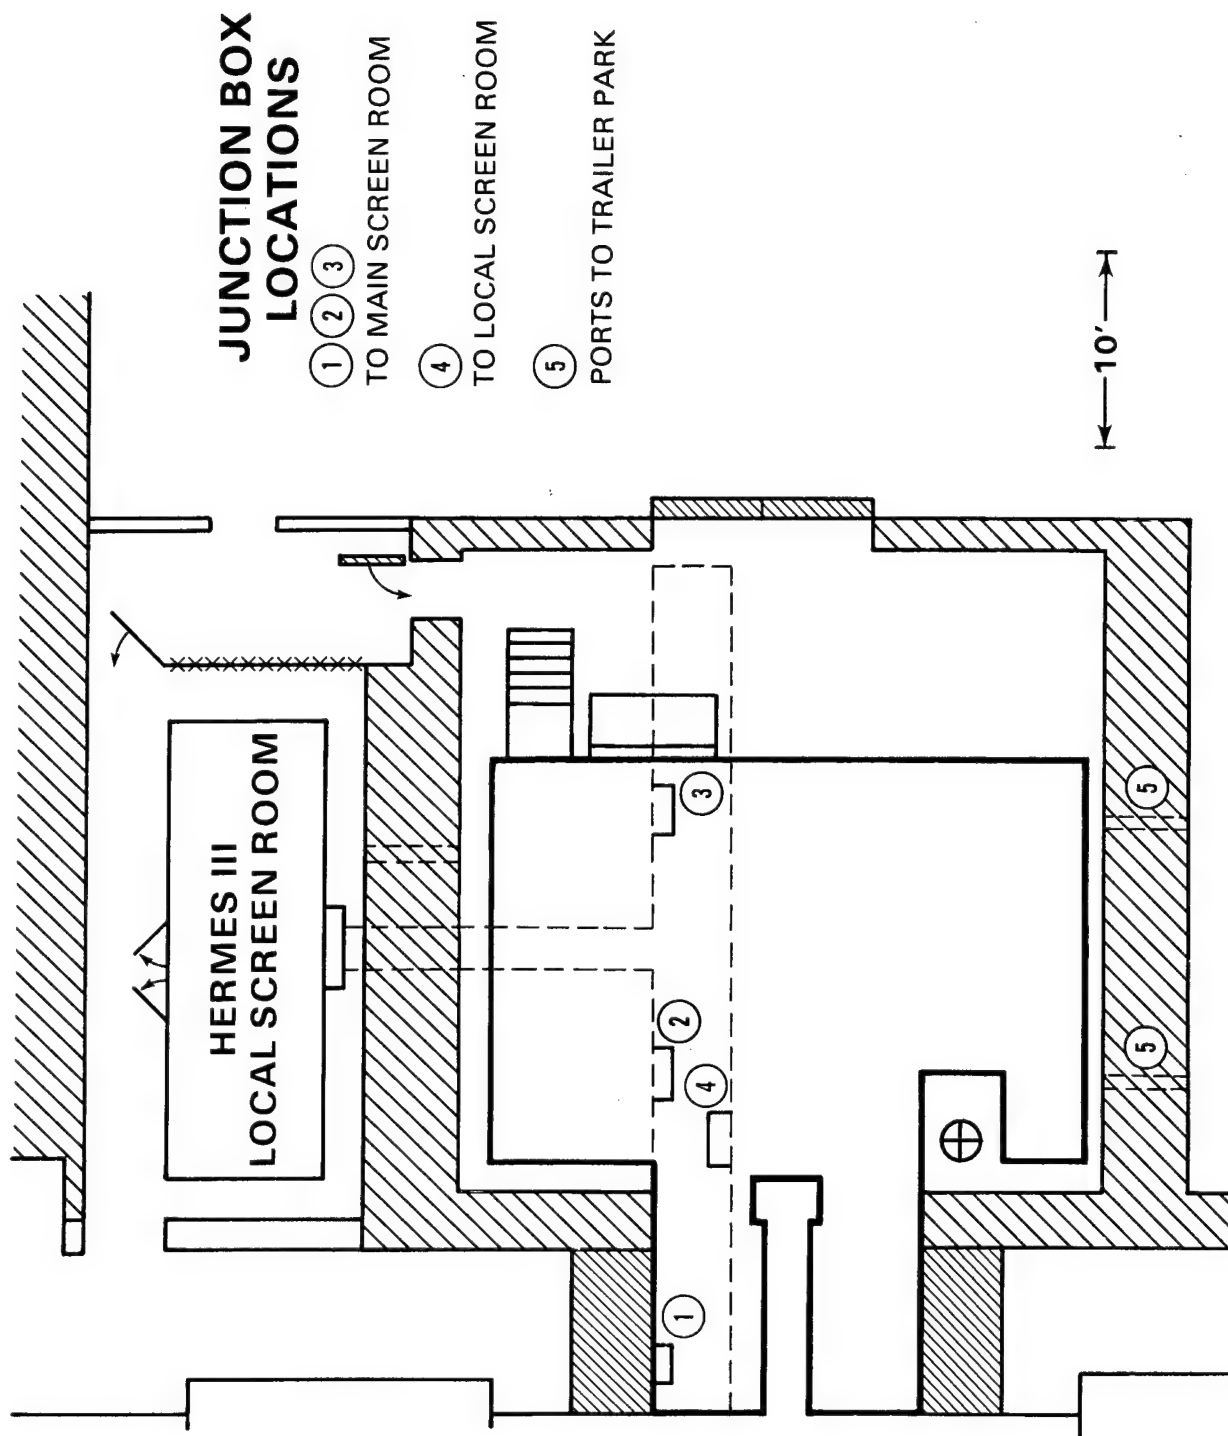 JUNCTION BOX
LOCATIONS
1 2 3
TO MAIN SCREEN ROOM
4
TO LOCAL SCREEN ROOM
5
PORTS TO TRAILER PARK
HERMES III
LOCAL SCREEN ROOM
1
2
4
3
5
5
10'